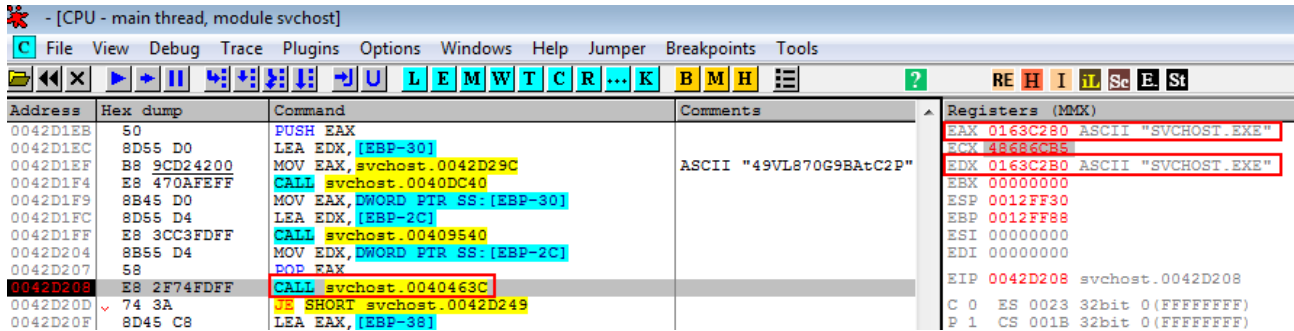 - [CPU - main thread, module svchost]
C File View Debug Trace Plugins Options Windows Help Jumper Breakpoints Tools
L E M W T C R ... K B M H ? RE H I iL Sc E. St
Address Hex dump Command Comments Registers (MMX)
0042D1EB 50 PUSH EAX EAX 0163C280 ASCII "SVCHOST.EXE"
0042D1EC 8D55 D0 LEA EDX,[EBP-30] ECX 48686CB5
0042D1EF B8 9CD24200 MOV EAX,svchost.0042D29C ASCII "49VL870G9BAtC2P" EDX 0163C2B0 ASCII "SVCHOST.EXE"
0042D1F4 E8 470AFEFF CALL svchost.0040DC40 EBX 00000000
0042D1F9 8B45 D0 MOV EAX,DWORD PTR SS:[EBP-30] ESP 0012FF30
0042D1FC 8D55 D4 LEA EDX,[EBP-2C] EBP 0012FF88
0042D1FF E8 3CC3FDFF CALL svchost.00409540 ESI 00000000
0042D204 8B55 D4 MOV EDX,DWORD PTR SS:[EBP-2C] EDI 00000000
0042D207 58 POP EAX
0042D208 E8 2F74FDFF CALL svchost.0040463C EIP 0042D208 svchost.0042D208
0042D20D 74 3A JE SHORT svchost.0042D249 C 0 ES 0023 32bit 0(FFFFFFFF)
0042D20F 8D45 C8 LEA EAX,[EBP-38] P 1 CS 001B 32bit 0(FFFFFFFF)